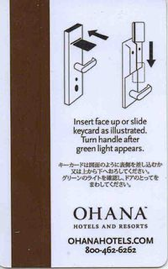 Insert face up or slide
keycard as illustrated.
Turn handle after
green light appears.
キーカードは図面のように表側を差し込むか
又は上から下へおろしてください。
グリーンのライトを確認し、ドアのとってを
まわしてください。
OHANA
HOTELS AND RESORTS
OHANAHOTELS.COM
800-462-6262